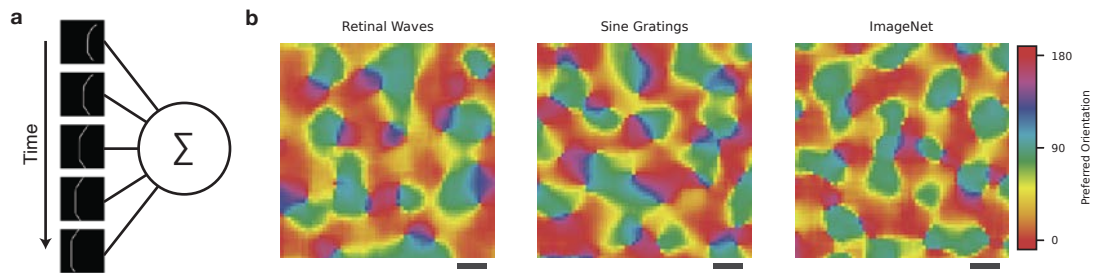 a
Time
Σ
b
Retinal Waves
Sine Gratings
ImageNet
180
90
0
Preferred Orientation